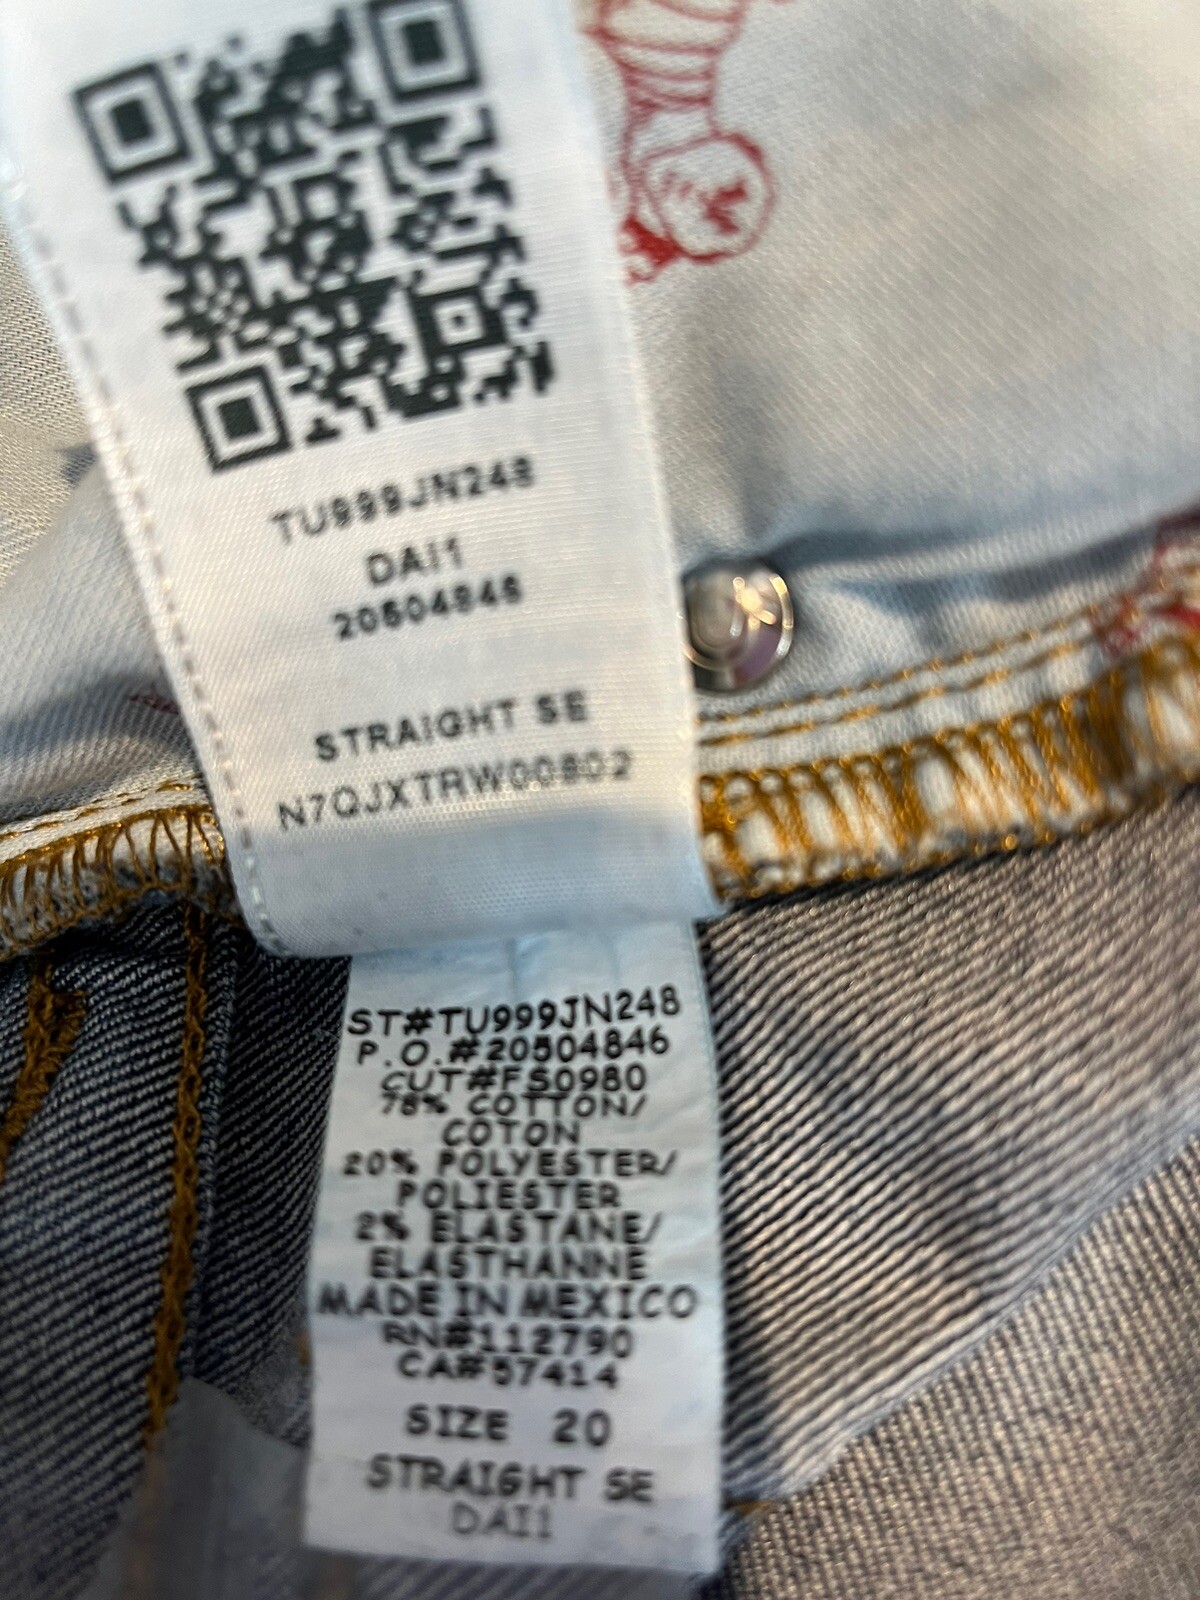 TU999JN248
DAI1
20504846
STRAIGHT SE
N7QJXTRW00802
ST#TU999JN248
P.O.#20504846
CUT#FS0980
78% COTTON/
COTON
20% POLYESTER/
POLIESTER
2% ELASTANE/
ELASTHANNE
MADE IN MEXICO
RN#112790
CA#57414
SIZE 20
STRAIGHT SE
DAI1